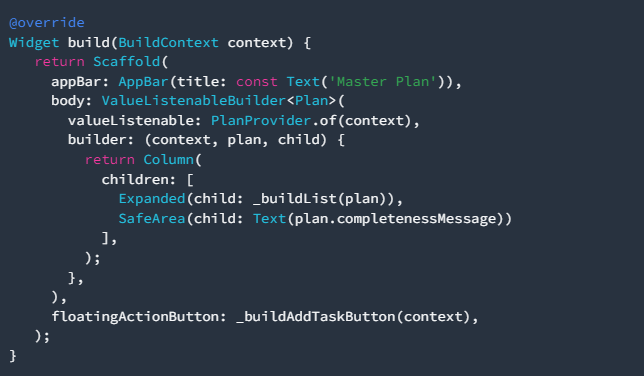 @override
Widget build(BuildContext context) {
   return Scaffold(
     appBar: AppBar(title: const Text('Master Plan')),
     body: ValueListenableBuilder<Plan>(
       valueListenable: PlanProvider.of(context),
       builder: (context, plan, child) {
         return Column(
           children: [
             Expanded(child: _buildList(plan)),
             SafeArea(child: Text(plan.completenessMessage))
           ],
         );
       },
     ),
     floatingActionButton: _buildAddTaskButton(context),
   );
}